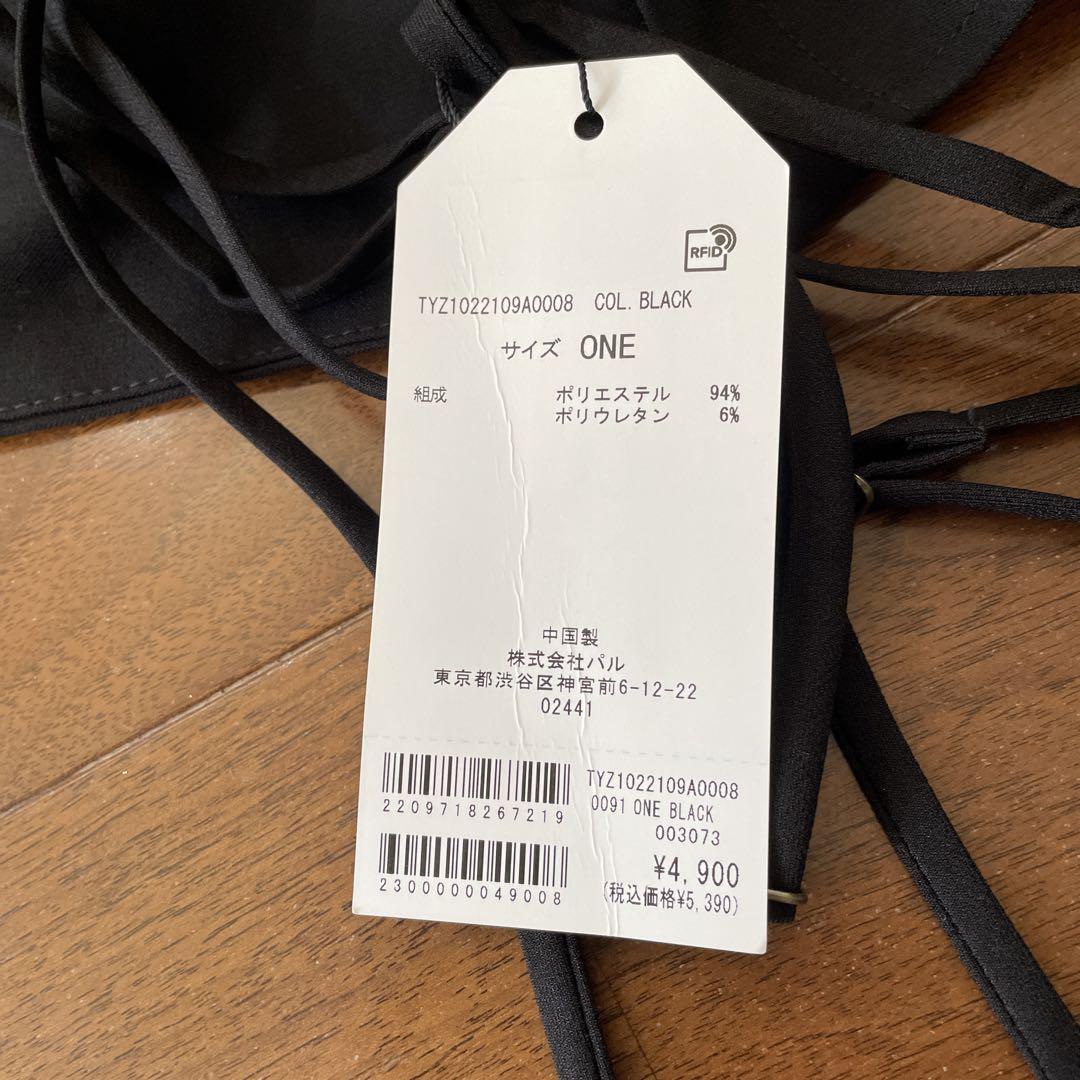 RFID
TYZ1022109A0008 COL. BLACK
サイズ ONE
組成 ポリエステル 94%
ポリウレタン 6%
中国製
株式会社パル
東京都渋谷区神宮前6-12-22
02441
2209718267219
TYZ1022109A0008
0091 ONE BLACK
003073
2300000049008
¥4,900
(税込価格¥5,390)